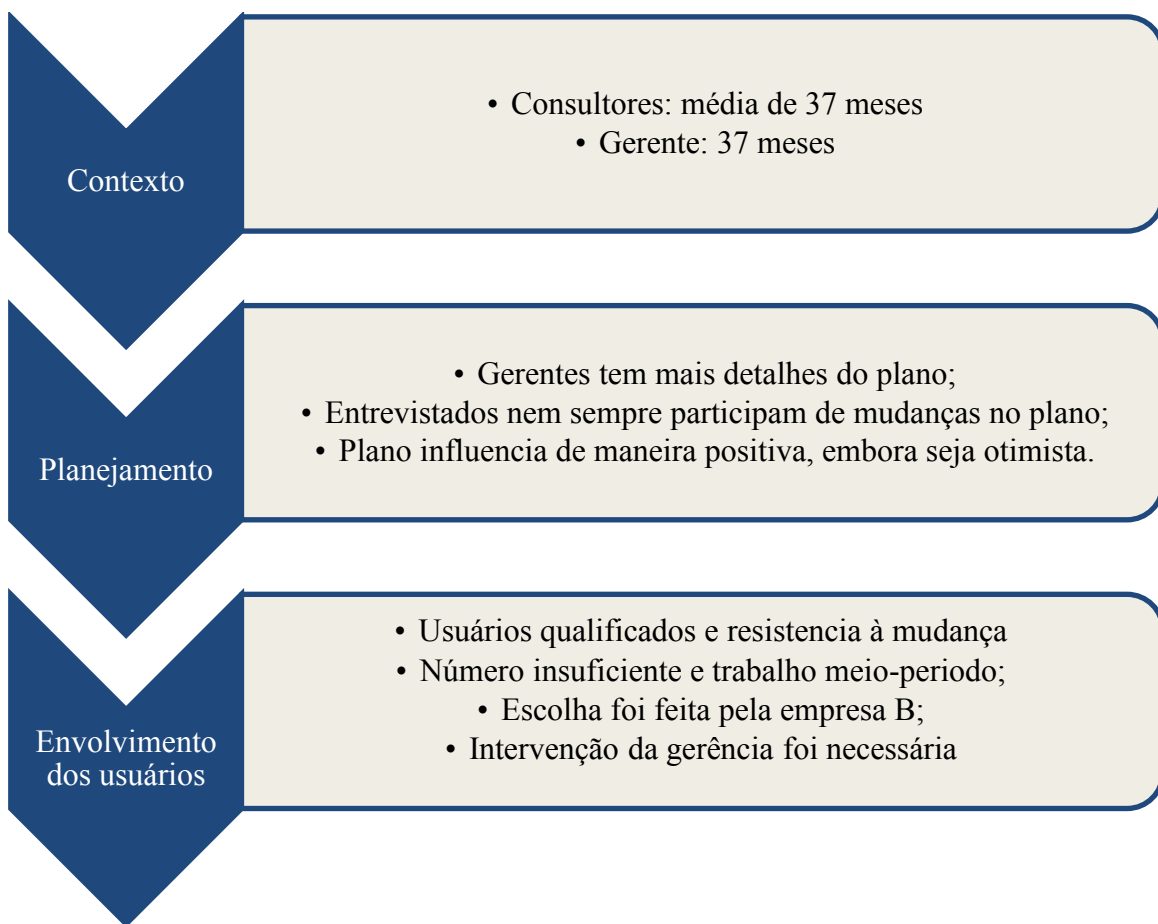 Contexto
• Consultores: média de 37 meses
• Gerente: 37 meses
Planejamento
• Gerentes tem mais detalhes do plano;
• Entrevistados nem sempre participam de mudanças no plano;
• Plano influencia de maneira positiva, embora seja otimista.
Envolvimento
dos usuários
• Usuários qualificados e resistencia à mudança
• Número insuficiente e trabalho meio-periodo;
• Escolha foi feita pela empresa B;
• Intervenção da gerência foi necessária